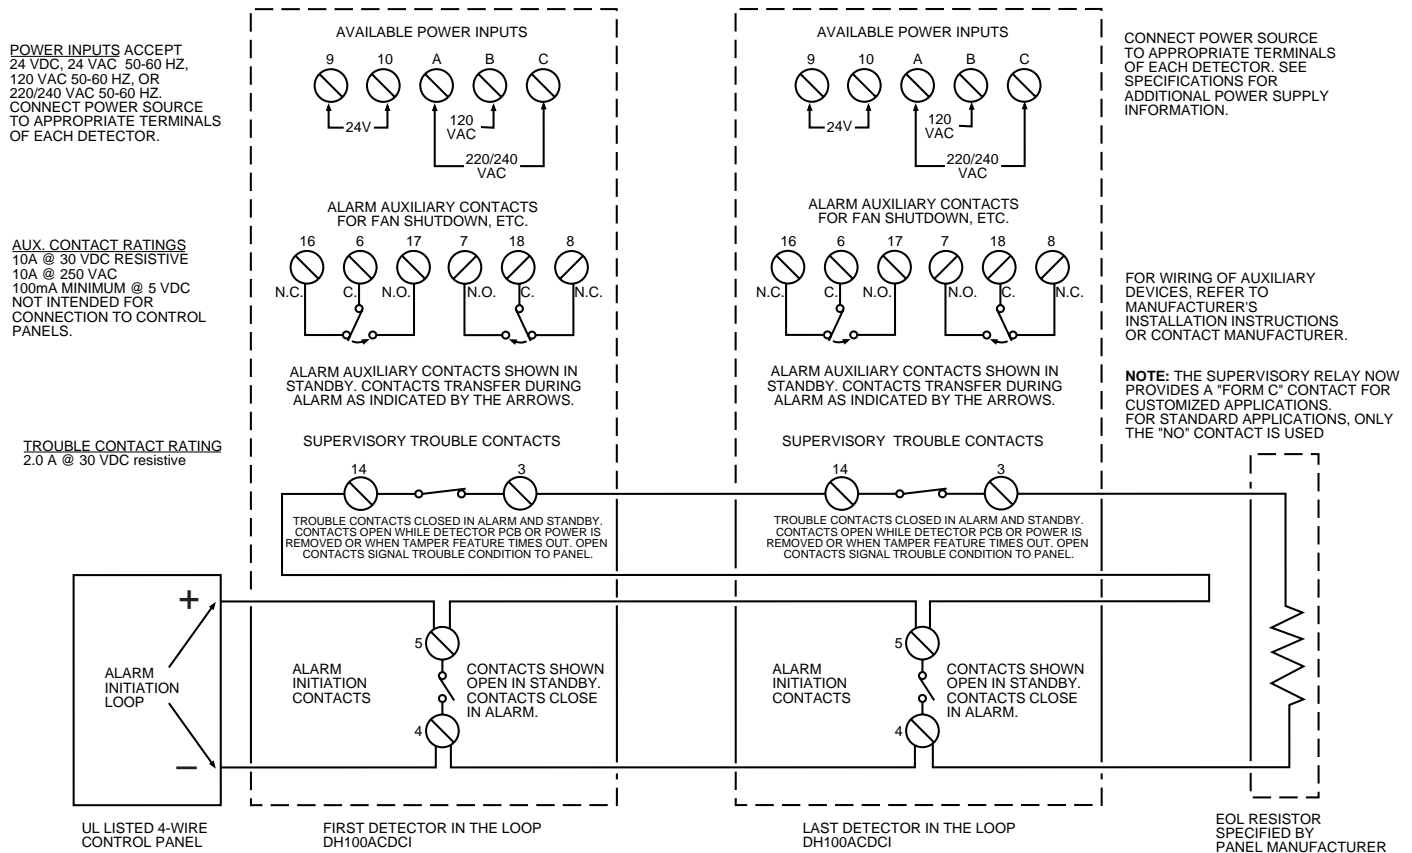 POWER INPUTS ACCEPT
24 VDC, 24 VAC 50-60 HZ,
120 VAC 50-60 HZ, OR
220/240 VAC 50-60 HZ.
CONNECT POWER SOURCE
TO APPROPRIATE TERMINALS
OF EACH DETECTOR.
AVAILABLE POWER INPUTS
9 10 A B C
24V
120
VAC
220/240
VAC
AVAILABLE POWER INPUTS
9 10 A B C
24V
120
VAC
220/240
VAC
CONNECT POWER SOURCE
TO APPROPRIATE TERMINALS
OF EACH DETECTOR. SEE
SPECIFICATIONS FOR
ADDITIONAL POWER SUPPLY
INFORMATION.
AUX. CONTACT RATINGS
10A @ 30 VDC RESISTIVE
10A @ 250 VAC
100mA MINIMUM @ 5 VDC
NOT INTENDED FOR
CONNECTION TO CONTROL
PANELS.
ALARM AUXILIARY CONTACTS
FOR FAN SHUTDOWN, ETC.
16 6 17 7 18 8
N.C. C. N.O. N.O. C. N.C.
ALARM AUXILIARY CONTACTS SHOWN IN
STANDBY. CONTACTS TRANSFER DURING
ALARM AS INDICATED BY THE ARROWS.
ALARM AUXILIARY CONTACTS
FOR FAN SHUTDOWN, ETC.
16 6 17 7 18 8
N.C. C. N.O. N.O. C. N.C.
ALARM AUXILIARY CONTACTS SHOWN IN
STANDBY. CONTACTS TRANSFER DURING
ALARM AS INDICATED BY THE ARROWS.
FOR WIRING OF AUXILIARY
DEVICES, REFER TO
MANUFACTURER'S
INSTALLATION INSTRUCTIONS
OR CONTACT MANUFACTURER.
NOTE: THE SUPERVISORY RELAY NOW
PROVIDES A "FORM C" CONTACT FOR
CUSTOMIZED APPLICATIONS.
FOR STANDARD APPLICATIONS, ONLY
THE "NO" CONTACT IS USED
TROUBLE CONTACT RATING
2.0 A @ 30 VDC resistive
SUPERVISORY TROUBLE CONTACTS
14 3
TROUBLE CONTACTS CLOSED IN ALARM AND STANDBY.
CONTACTS OPEN WHILE DETECTOR PCB OR POWER IS
REMOVED OR WHEN TAMPER FEATURE TIMES OUT. OPEN
CONTACTS SIGNAL TROUBLE CONDITION TO PANEL.
SUPERVISORY TROUBLE CONTACTS
14 3
TROUBLE CONTACTS CLOSED IN ALARM AND STANDBY.
CONTACTS OPEN WHILE DETECTOR PCB OR POWER IS
REMOVED OR WHEN TAMPER FEATURE TIMES OUT. OPEN
CONTACTS SIGNAL TROUBLE CONDITION TO PANEL.
+
ALARM
INITIATION
LOOP
–
ALARM
INITIATION
CONTACTS
5
4
CONTACTS SHOWN
OPEN IN STANDBY.
CONTACTS CLOSE
IN ALARM.
ALARM
INITIATION
CONTACTS
5
4
CONTACTS SHOWN
OPEN IN STANDBY.
CONTACTS CLOSE
IN ALARM.
UL LISTED 4-WIRE
CONTROL PANEL
FIRST DETECTOR IN THE LOOP
DH100ACDCI
LAST DETECTOR IN THE LOOP
DH100ACDCI
EOL RESISTOR
SPECIFIED BY
PANEL MANUFACTURER